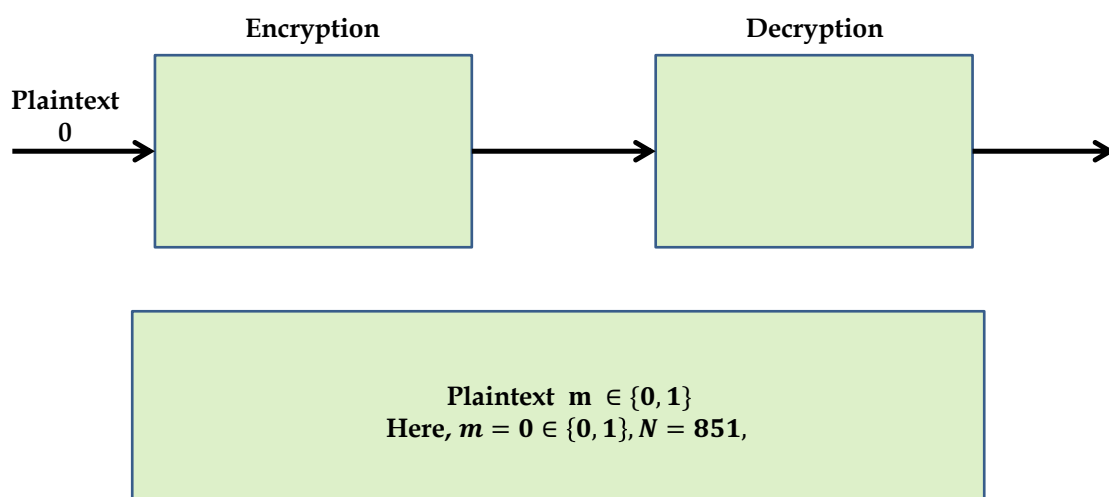 Encryption
Decryption
Plaintext
0
Plaintext m ∈ {0, 1}
Here, m = 0 ∈ {0, 1}, N = 851,